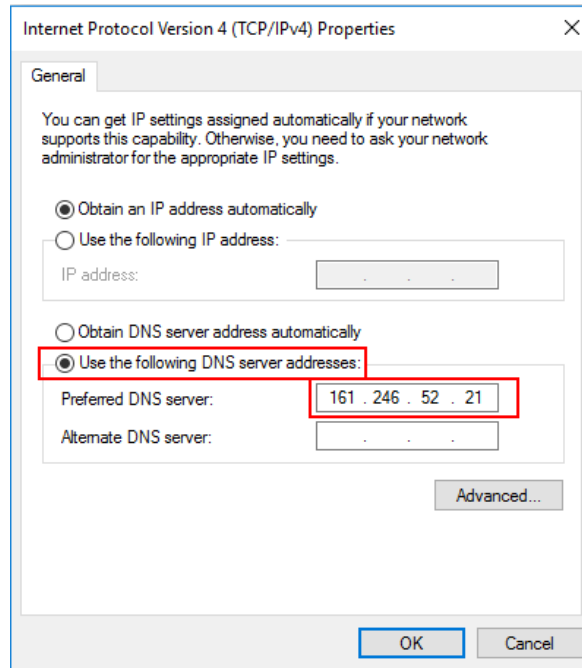 Internet Protocol Version 4 (TCP/IPv4) Properties
General
You can get IP settings assigned automatically if your network
supports this capability. Otherwise, you need to ask your network
administrator for the appropriate IP settings.
Obtain an IP address automatically
Use the following IP address:
IP address:
Obtain DNS server address automatically
Use the following DNS server addresses:
Preferred DNS server: 161 . 246 . 52 . 21
Alternate DNS server:
Advanced...
OK Cancel